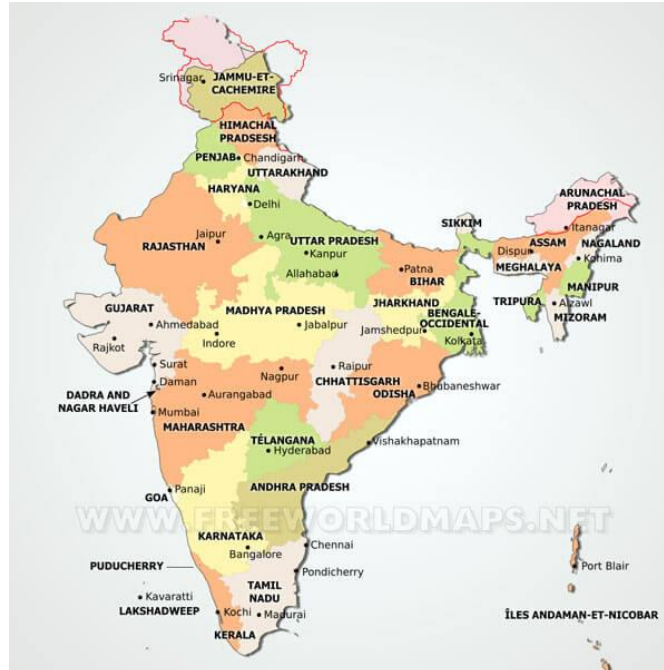 Srinagar
JAMMU-ET-
CACHEMIRE
HIMACHAL
PRADSESH
PENJAB
Chandigarh
UTTARAKHAND
HARYANA
Delhi
ARUNACHAL
PRADESH
SIKKIM
Itanagar
Jaipur
Agra
UTTAR PRADESH
RAJASTHAN
Kanpur
ASSAM
Dispur
NAGALAND
Kohima
Allahabad
Patna
BIHAR
MEGHALAYA
MANIPUR
GUJARAT
MADHYA PRADESH
JHARKHAND
TRIPURA
Aizawl
MIZORAM
Ahmedabad
Jabalpur
BENGALE-
OCCIDENTAL
Jamshedpur
Indore
Kolkata
Rajkot
Surat
Raipur
Nagpur
Daman
CHHATTISGARH
Bhubaneshwar
DADRA AND
NAGAR HAVELI
Aurangabad
ODISHA
Mumbai
MAHARASHTRA
TÉLANGANA
Vishakhapatnam
Hyderabad
ANDHRA PRADESH
GOA
Panaji
WWW.FREEWORLDMAPS.NET
KARNATAKA
Bangalore
Chennai
PUDUCHERRY
Pondicherry
Port Blair
TAMIL
NADU
Kavaratti
LAKSHADWEEP
Kochi
Madurai
ÎLES ANDAMAN-ET-NICOBAR
KERALA